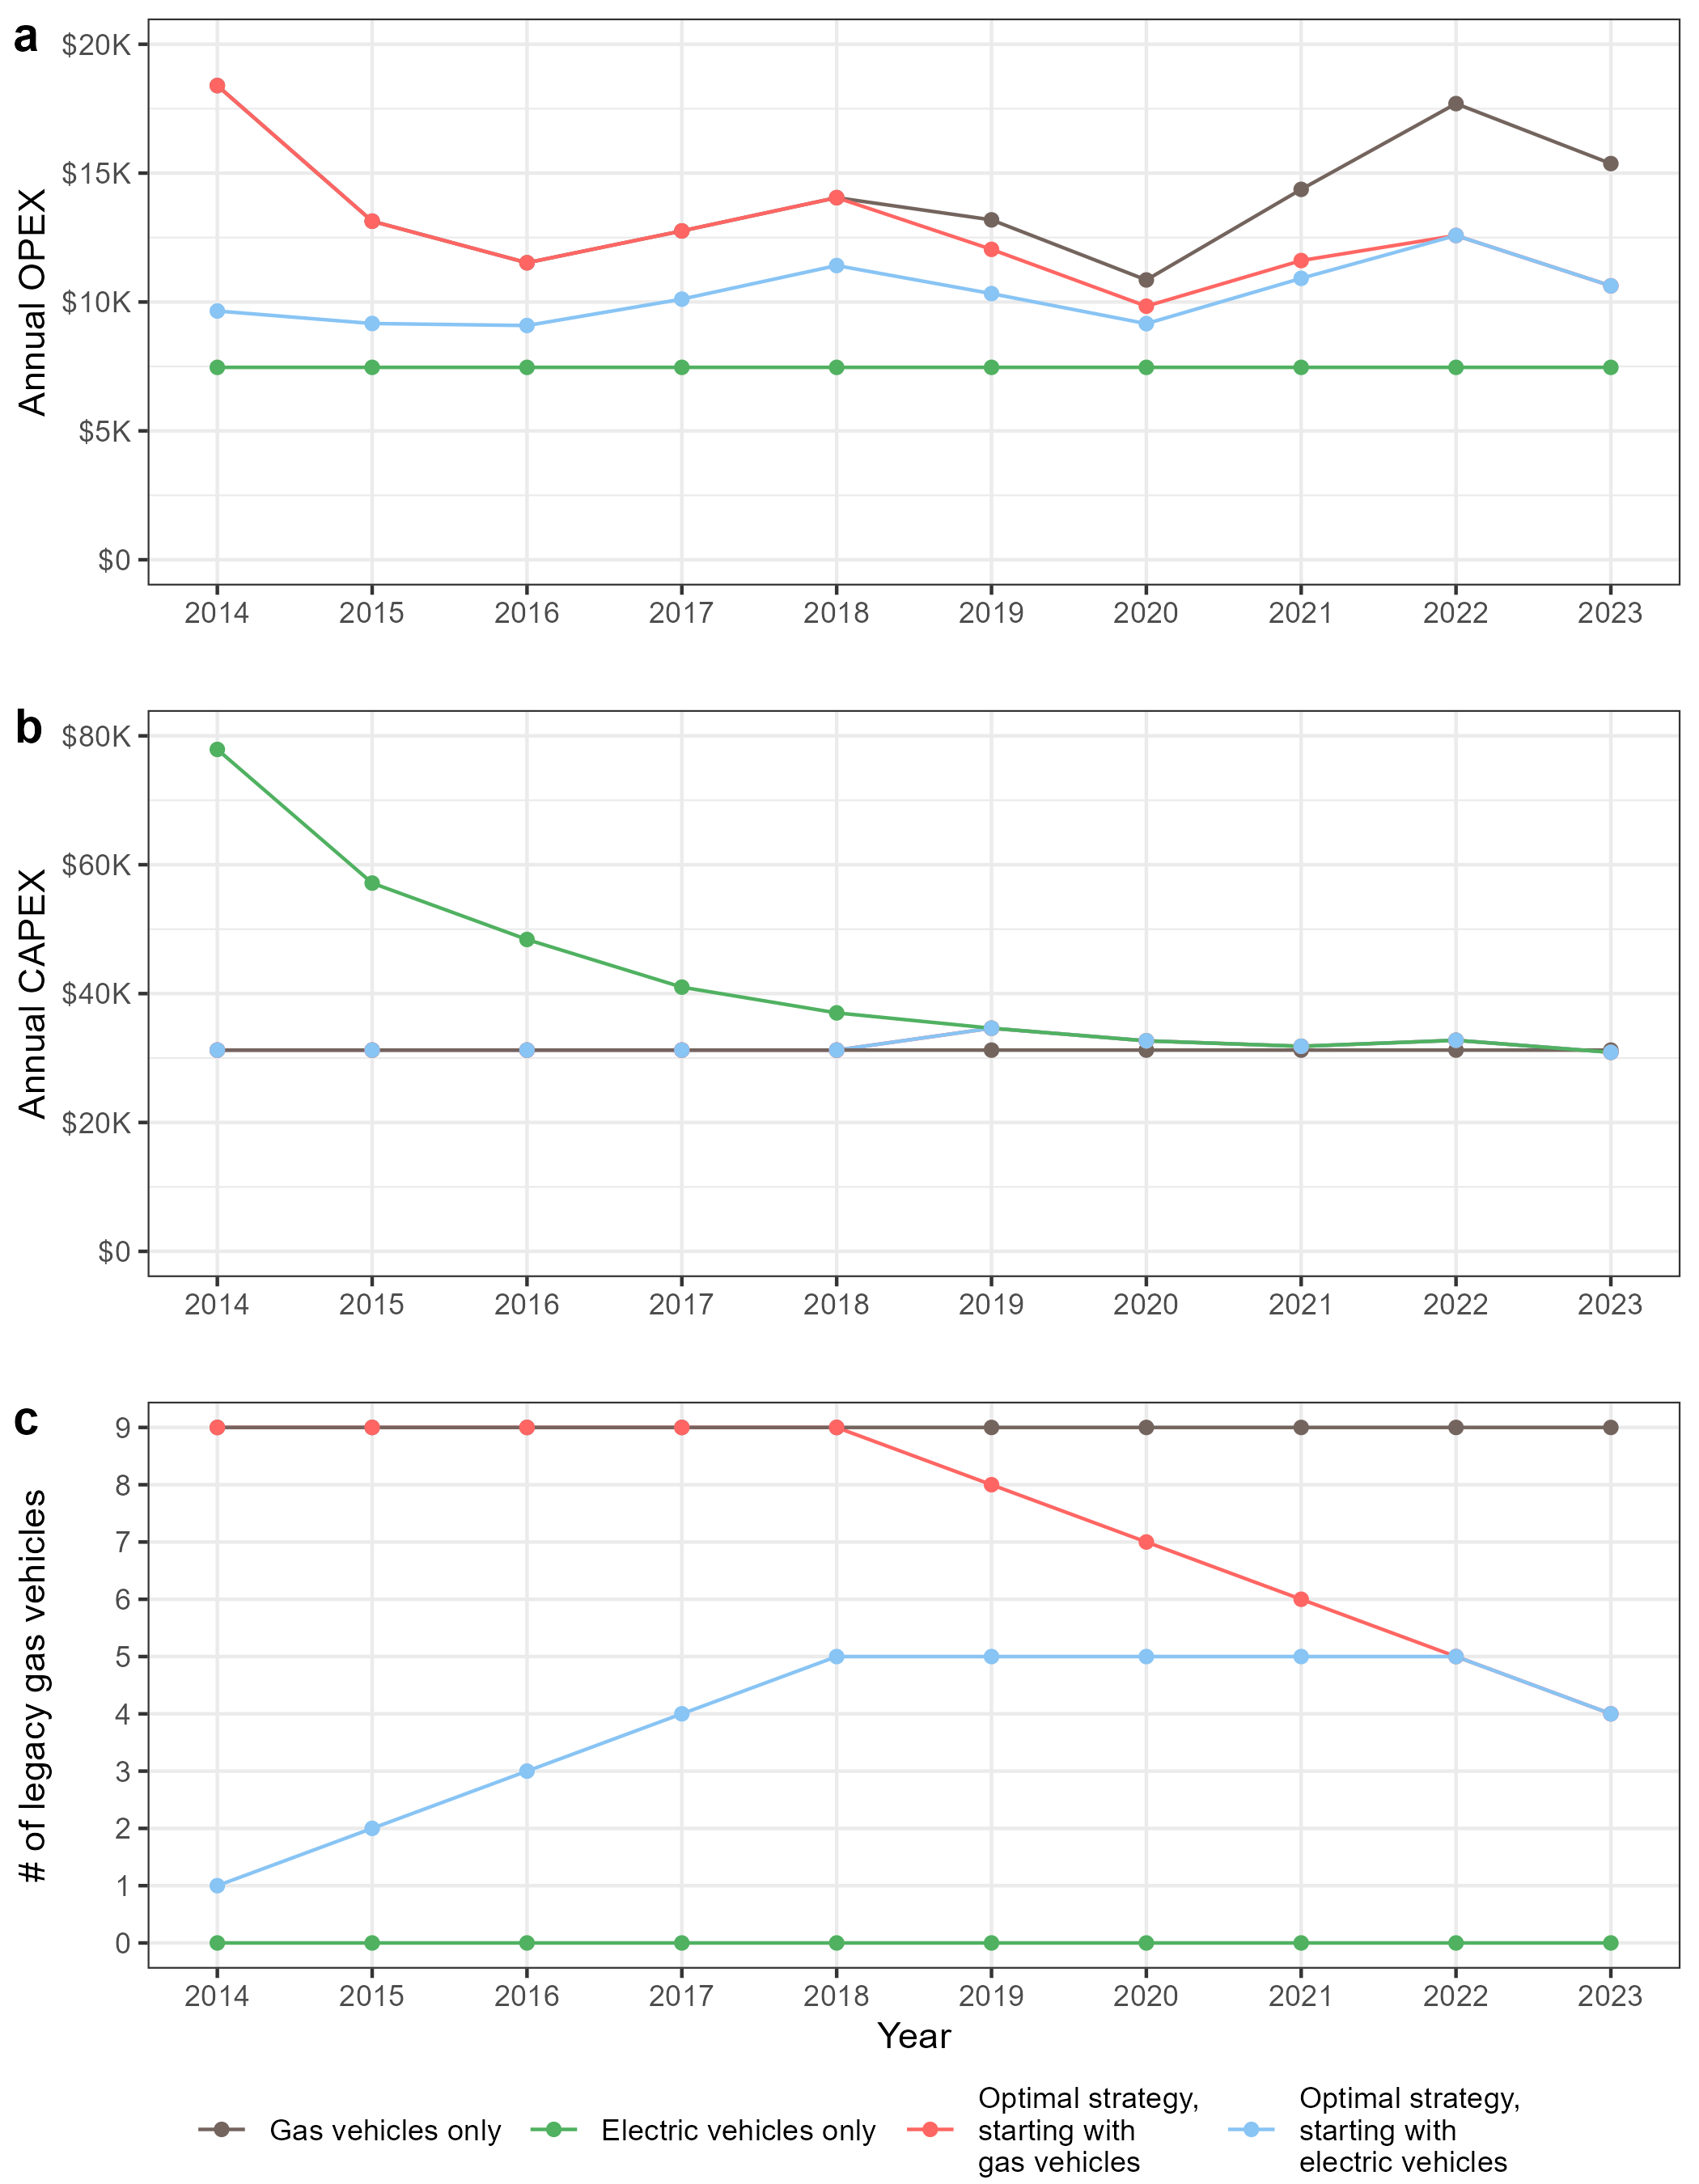 a
Annual OPEX
$20K
$15K
$10K
$5K
$0
2014 2015 2016 2017 2018 2019 2020 2021 2022 2023
b
Annual CAPEX
$80K
$60K
$40K
$20K
$0
2014 2015 2016 2017 2018 2019 2020 2021 2022 2023
c
# of legacy gas vehicles
9
8
7
6
5
4
3
2
1
0
2014 2015 2016 2017 2018 2019 2020 2021 2022 2023
Year
Gas vehicles only
Electric vehicles only
Optimal strategy,
starting with
gas vehicles
Optimal strategy,
starting with
electric vehicles